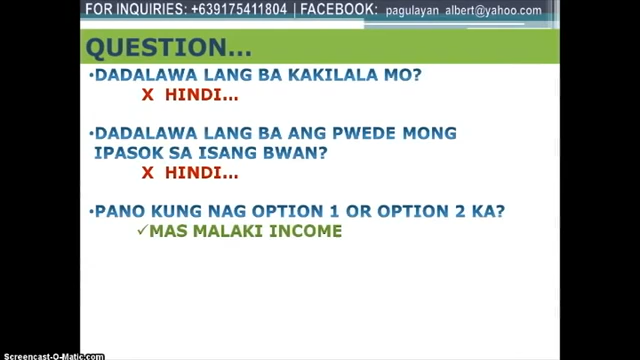 FOR INQUIRIES: +639175411804 | FACEBOOK: pagulayan albert@yahoo.com
QUESTION...
•DADALAWA LANG BA KAKILALA MO?
X HINDI...
•DADALAWA LANG BA ANG PWEDE MONG
IPASOK SA ISANG BWAN?
X HINDI...
•PANO KUNG NAG OPTION 1 OR OPTION 2 KA?
✓MAS MALAKI INCOME
Screencast-O-Matic.com